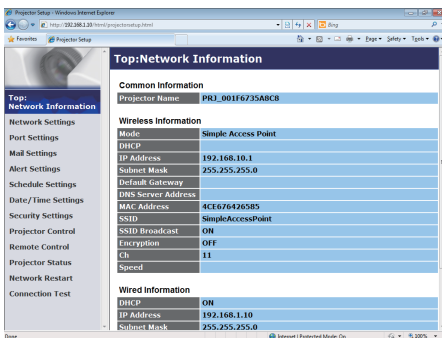 Projector Setup - Windows Internet Explorer
http://192.168.1.10/html/projectorsetup.html
Bing
Favorites Projector Setup
Page Safety Tools
Top:Network Information
Common Information
Projector Name PRJ_001F6735A8C8
Wireless Information
Mode Simple Access Point
DHCP
IP Address 192.168.10.1
Subnet Mask 255.255.255.0
Default Gateway
DNS Server Address
MAC Address 4CE676426585
SSID SimpleAccessPoint
SSID Broadcast ON
Encryption OFF
Ch 11
Speed
Wired Information
DHCP ON
IP Address 192.168.1.10
Subnet Mask 255.255.255.0
Top:
Network Information
Network Settings
Port Settings
Mail Settings
Alert Settings
Schedule Settings
Date/Time Settings
Security Settings
Projector Control
Remote Control
Projector Status
Network Restart
Connection Test
Done
Internet | Protected Mode: On
100%